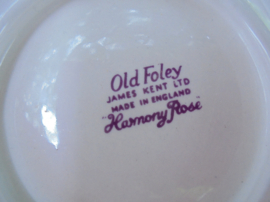 Old Foley
JAMES KENT LTD
MADE IN ENGLAND
"Harmony Rose"